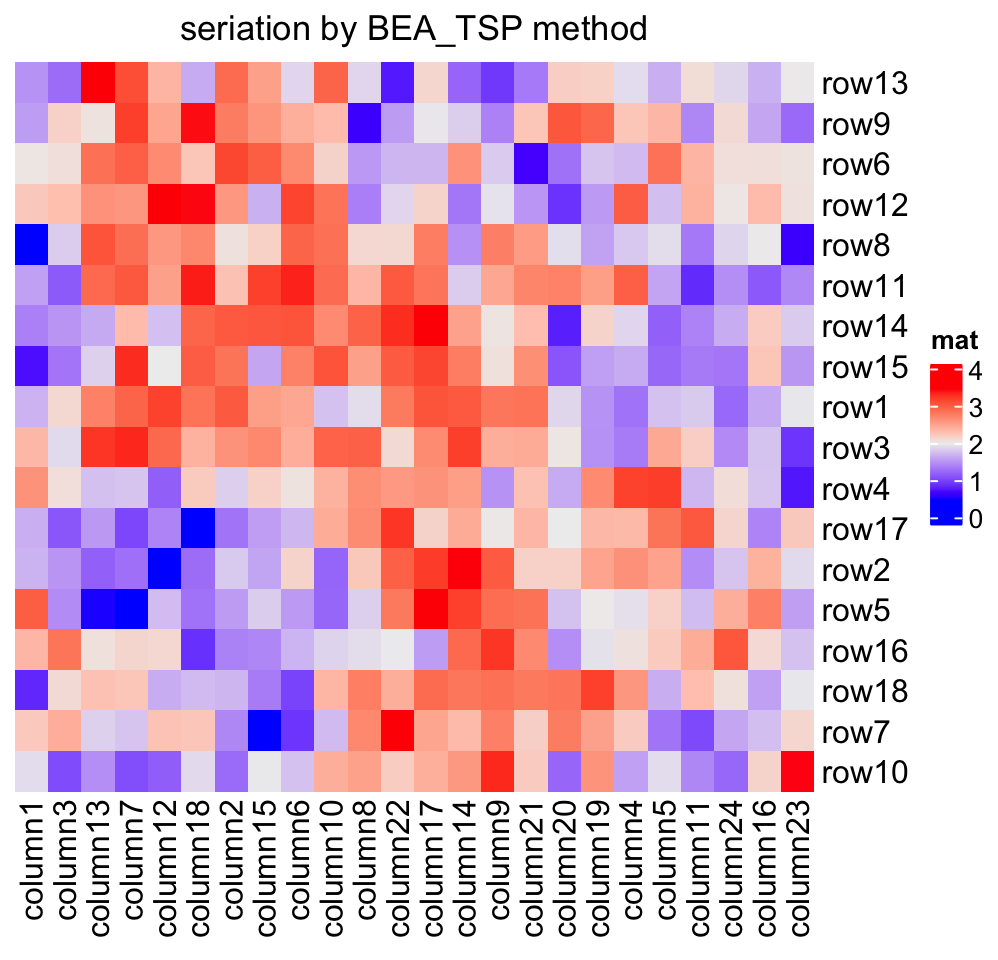 seriation by BEA_TSP method
row13
row9
row6
row12
row8
row11
row14
row15
row1
row3
row4
row17
row2
row5
row16
row18
row7
row10
column1
column3
column13
column7
column12
column18
column2
column15
column6
column10
column8
column22
column17
column14
column9
column21
column20
column19
column4
column5
column11
column24
column16
column23
mat
4
3
2
1
0